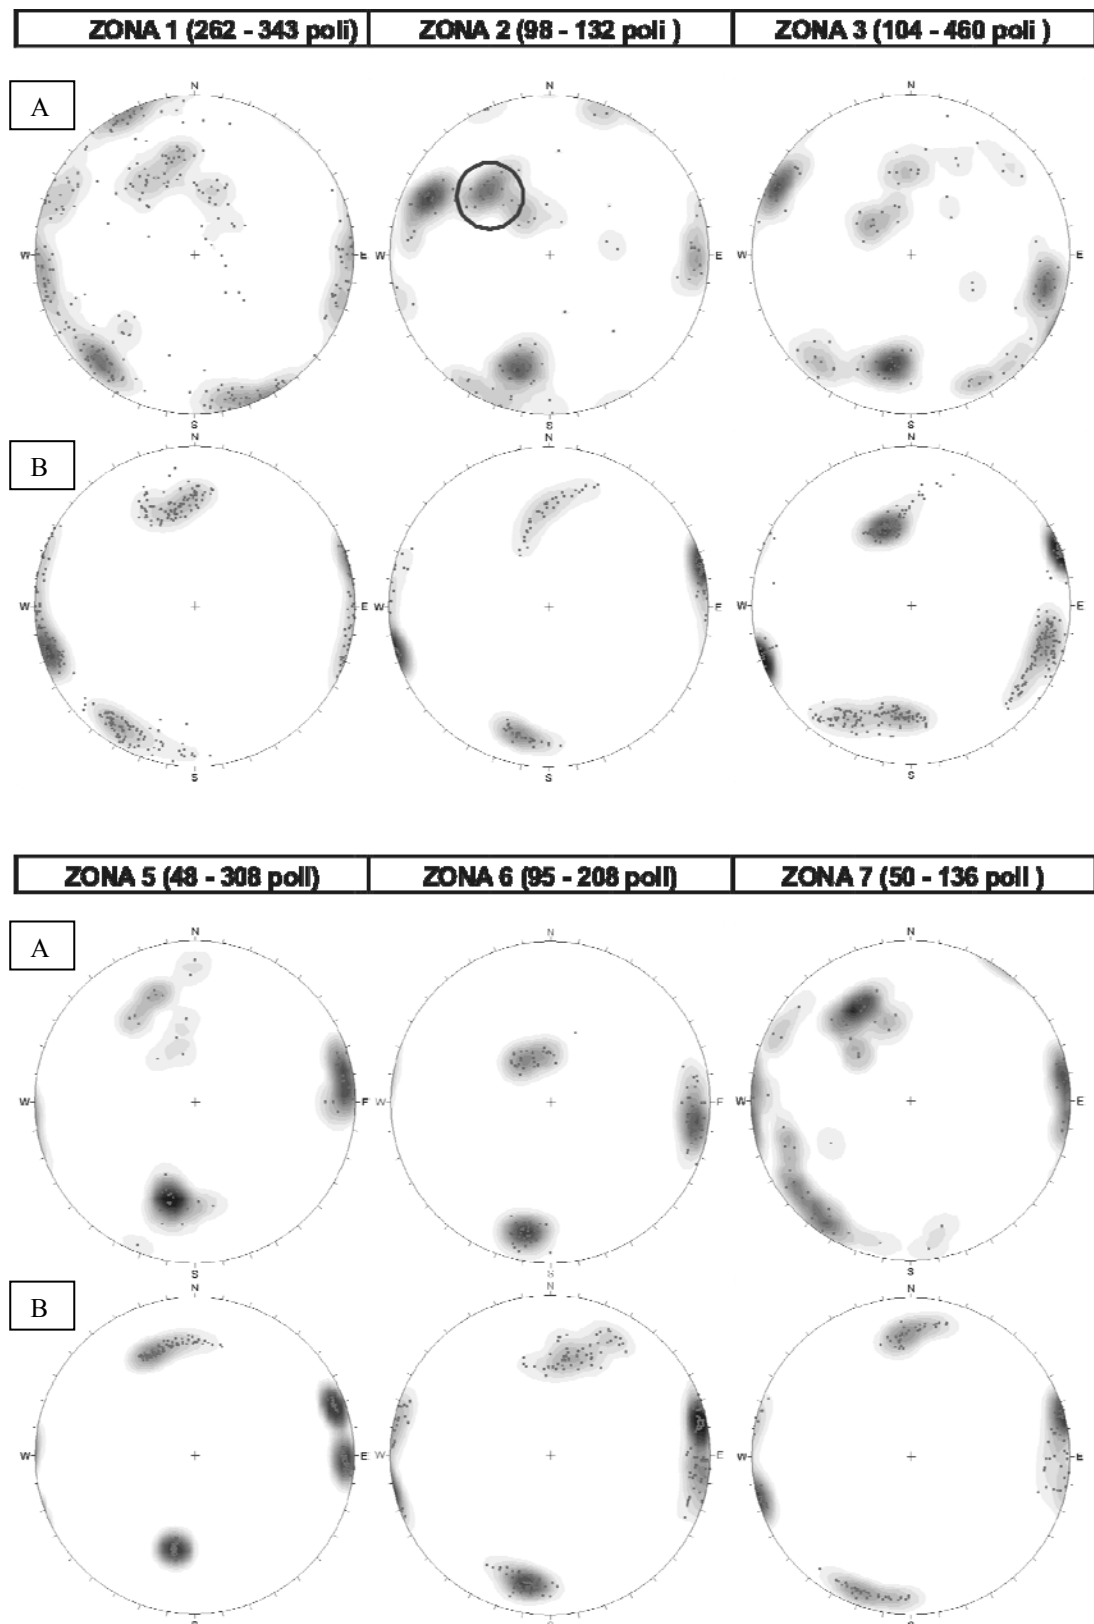 ZONA 1 (262 - 343 poli) ZONA 2 (98 - 132 poli ) ZONA 3 (104 - 460 poli )
A
N N N
W E W E W E
S S S
B
N N N
W E W E W E
S S S
ZONA 5 (48 - 308 poli) ZONA 6 (95 - 208 poli) ZONA 7 (50 - 136 poli )
A
N N N
W E W E W E
S S S
B
N N N
W E W E W E
S S S